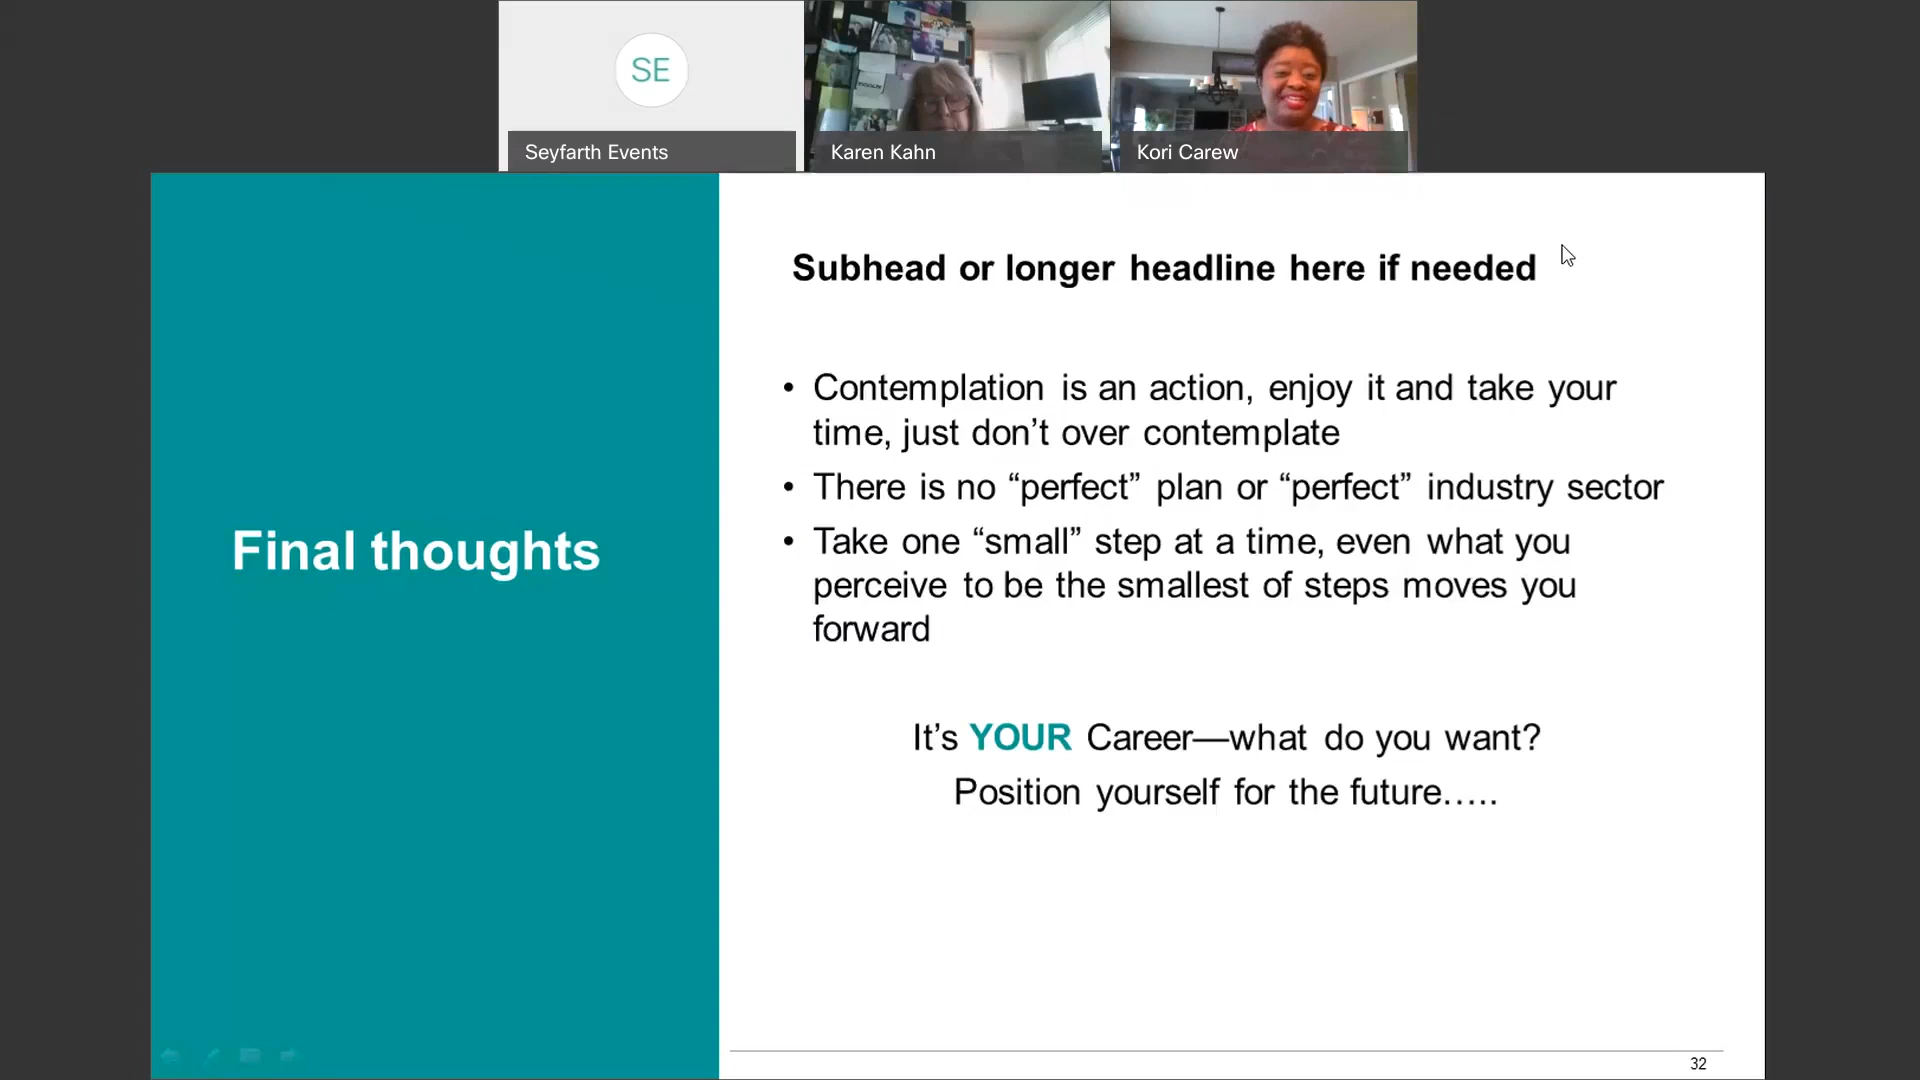 SE
Seyfarth Events
Karen Kahn
Kori Carew
Final thoughts
Subhead or longer headline here if needed
• Contemplation is an action, enjoy it and take your
time, just don’t over contemplate
• There is no “perfect” plan or “perfect” industry sector
• Take one “small” step at a time, even what you
perceive to be the smallest of steps moves you
forward
It’s YOUR Career—what do you want?
Position yourself for the future…..
32